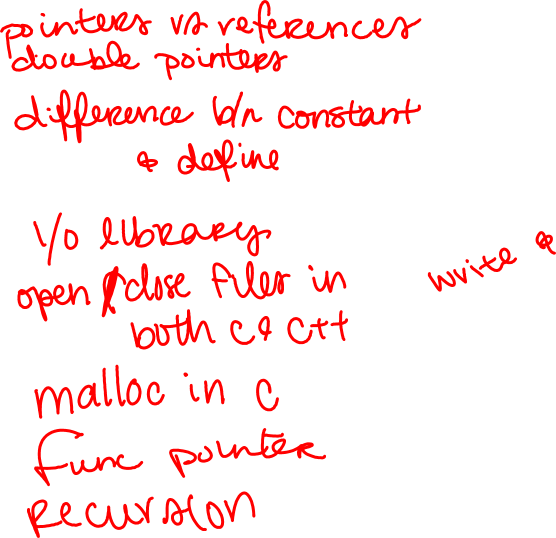 pointers vs references
double pointers
difference b/n constant
& define
I/O library
open/close files in
write &
both C & C++
malloc in C
func pointer
recursion